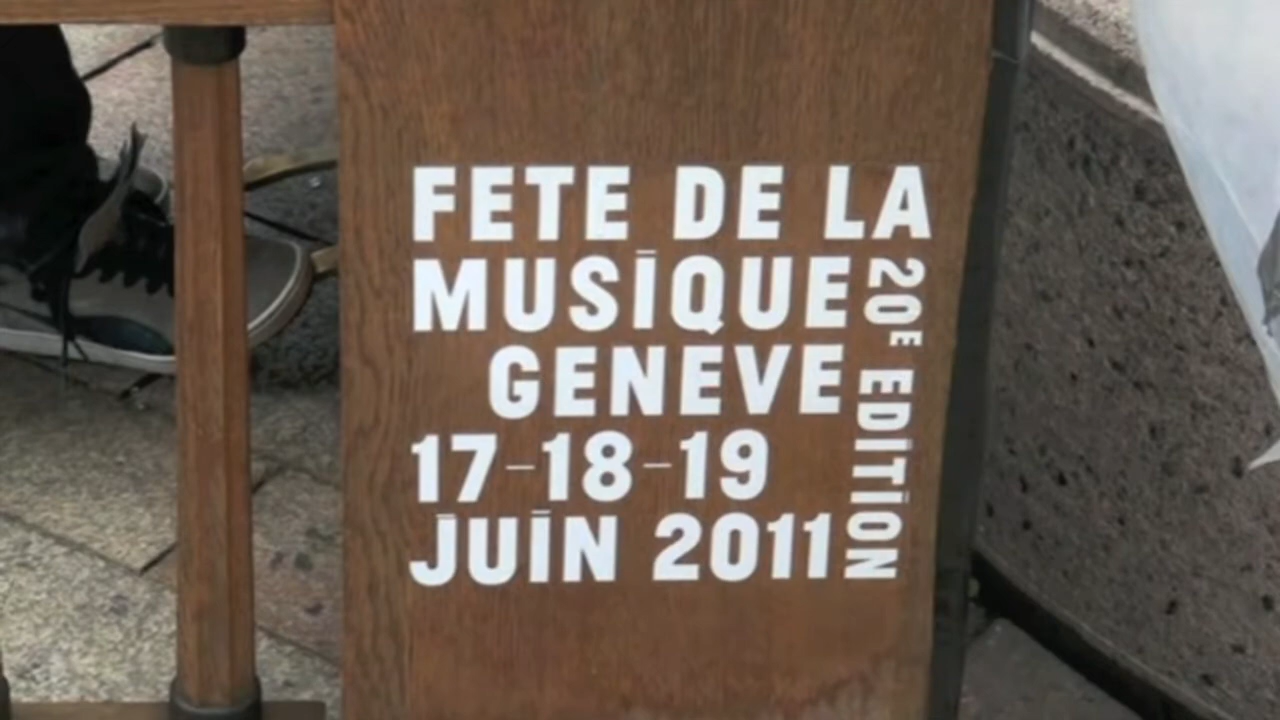 FETE DE LA
MUSIQUE
GENEVE
17-18-19
JUIN 2011
20E EDITION